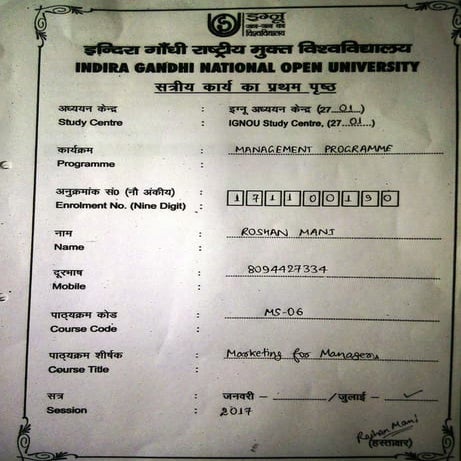 इग्नू
जन-जन का
विश्वविद्यालय
इन्दिरा गाँधी राष्ट्रीय मुक्त विश्वविद्यालय
INDIRA GANDHI NATIONAL OPEN UNIVERSITY
सत्रीय कार्य का प्रथम पृष्ठ
अध्ययन केन्द्र : इग्नू अध्ययन केन्द्र (27 01 )
Study Centre : IGNOU Study Centre, (27 01 )
कार्यक्रम : MANAGEMENT PROGRAMME
Programme :
अनुक्रमांक सं0 (नौ अंकीय) :
Enrolment No. (Nine Digit) : 171100190
नाम : ROSHAN MANI
Name :
दूरभाष : 8094427334
Mobile :
पाठ्यक्रम कोड : MS-06
Course Code :
पाठ्यक्रम शीर्षक : Marketing for Managers
Course Title :
सत्र : जनवरी - /जुलाई - ✓
Session : 2017
Roshan Mani
(हस्ताक्षर)